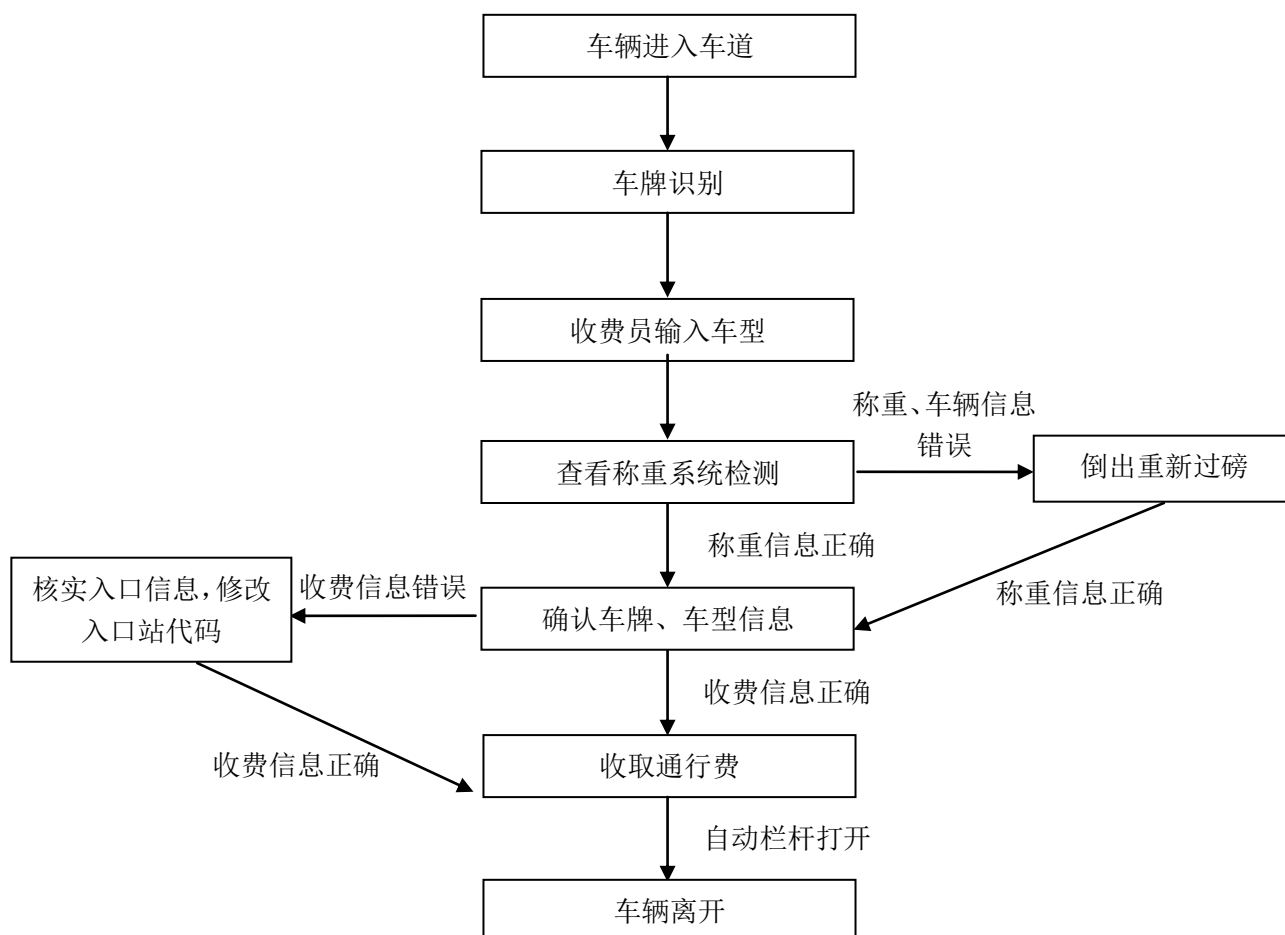 车辆进入车道
车牌识别
收费员输入车型
称重、车辆信息
错误
查看称重系统检测
倒出重新过磅
称重信息正确
称重信息正确
核实入口信息,修改
入口站代码
收费信息错误
确认车牌、车型信息
收费信息正确
收费信息正确
收取通行费
自动栏杆打开
车辆离开